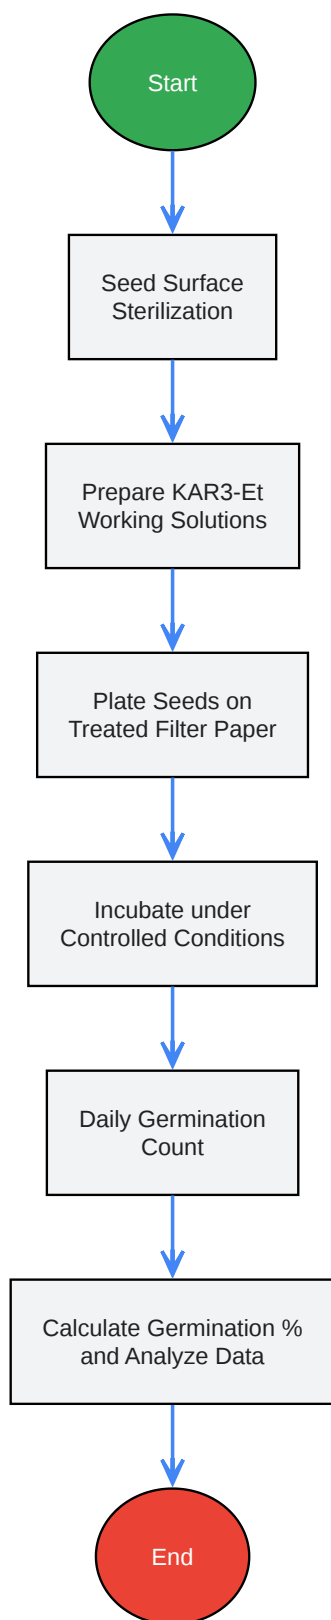 Start
Seed Surface
Sterilization
Prepare KAR3-Et
Working Solutions
Plate Seeds on
Treated Filter Paper
Incubate under
Controlled Conditions
Daily Germination
Count
Calculate Germination %
and Analyze Data
End